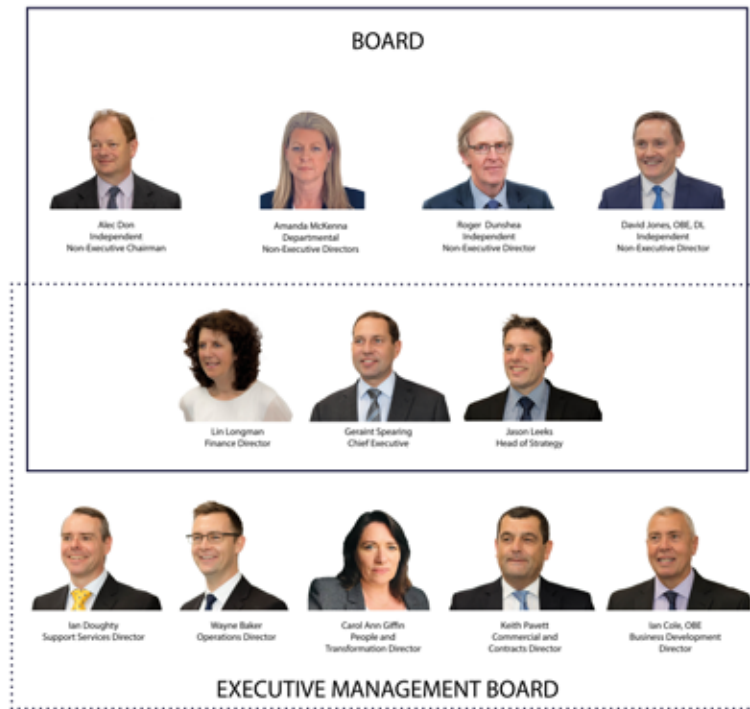 BOARD
Alec Don
Independent
Non-Executive Chairman
Amanda McKenna
Departmental
Non-Executive Directors
Roger Dunshea
Independent
Non-Executive Director
David Jones, OBE, DL
Independent
Non-Executive Director
Lin Longman
Finance Director
Geraint Spearing
Chief Executive
Jason Leeks
Head of Strategy
Ian Doughty
Support Services Director
Wayne Baker
Operations Director
Carol Ann Giffin
People and
Transformation Director
Keith Pavett
Commercial and
Contracts Director
Ian Cole, OBE
Business Development
Director
EXECUTIVE MANAGEMENT BOARD